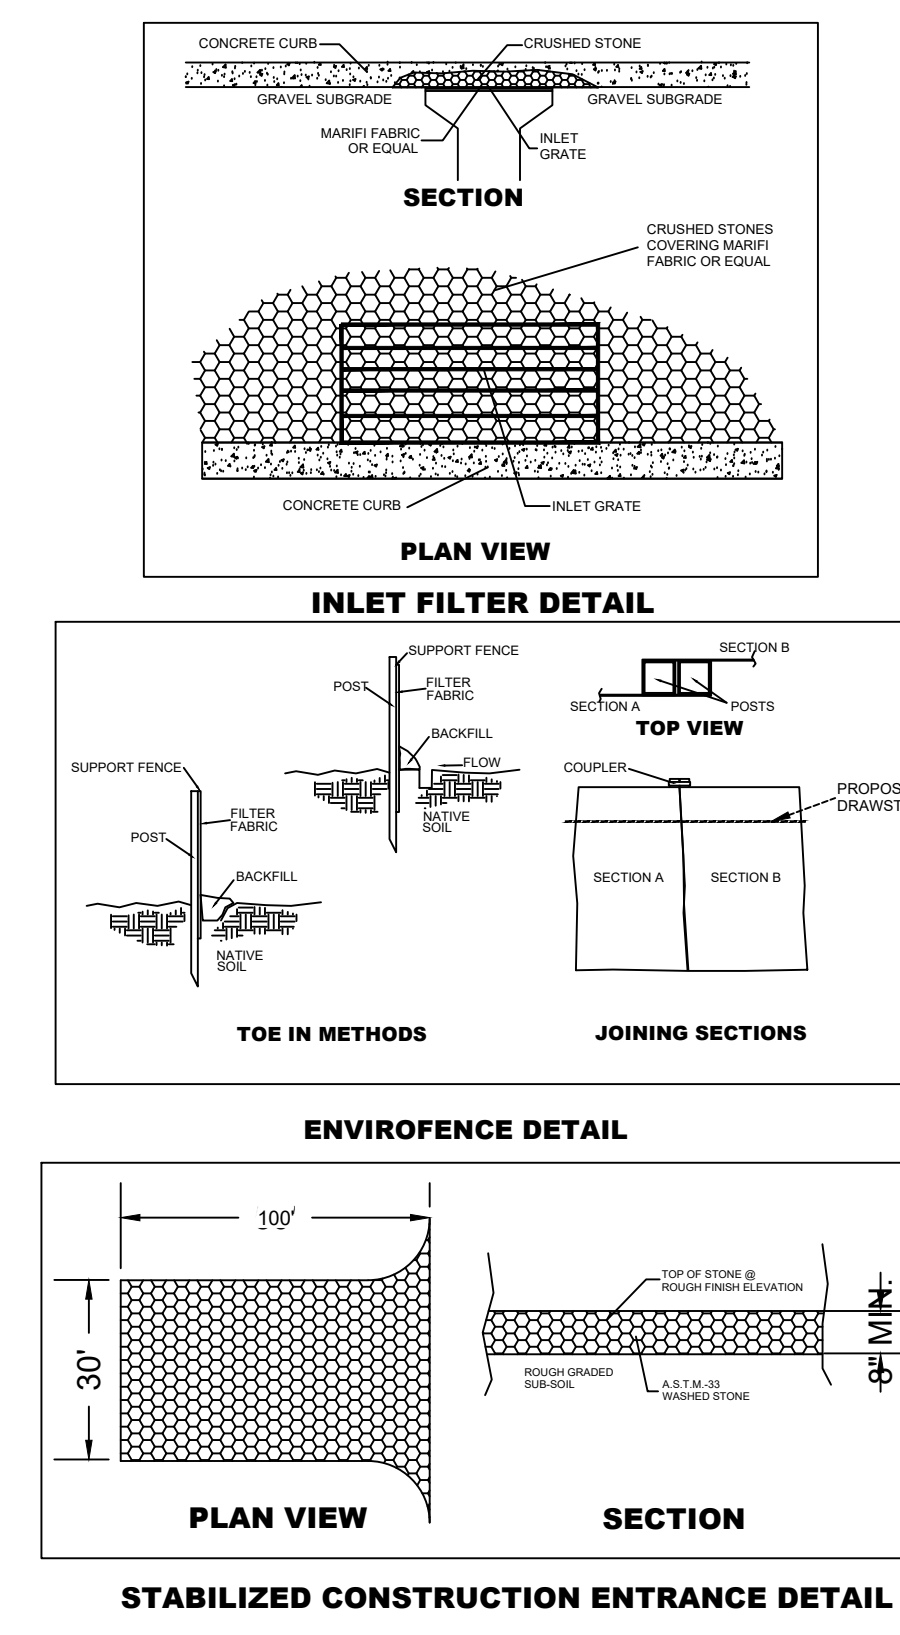 CONCRETE CURB
CRUSHED STONE
GRAVEL SUBGRADE
GRAVEL SUBGRADE
MARIFI FABRIC
OR EQUAL
INLET
GRATE
SECTION
CRUSHED STONES
COVERING MARIFI
FABRIC OR EQUAL
CONCRETE CURB
INLET GRATE
PLAN VIEW
INLET FILTER DETAIL
SUPPORT FENCE
POST
FILTER
FABRIC
BACKFILL
FLOW
NATIVE
SOIL
SUPPORT FENCE
FILTER
FABRIC
POST
BACKFILL
NATIVE
SOIL
TOE IN METHODS
SECTION B
SECTION A
POSTS
TOP VIEW
COUPLER
PROPOS
DRAWST
SECTION A
SECTION B
JOINING SECTIONS
ENVIROFENCE DETAIL
100'
30'
PLAN VIEW
TOP OF STONE @
ROUGH FINISH ELEVATION
8" MIN.
ROUGH GRADED
SUB-SOIL
A.S.T.M.-33
WASHED STONE
SECTION
STABILIZED CONSTRUCTION ENTRANCE DETAIL